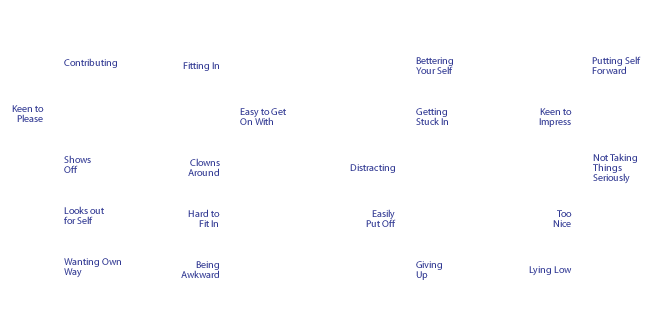 Contributing
Fitting In
Bettering
Your Self
Putting Self
Forward
Keen to
Please
Easy to Get
On With
Getting
Stuck In
Keen to
Impress
Shows
Off
Clowns
Around
Distracting
Not Taking
Things
Seriously
Looks out
for Self
Hard to
Fit In
Easily
Put Off
Too
Nice
Wanting Own
Way
Being
Awkward
Giving
Up
Lying Low